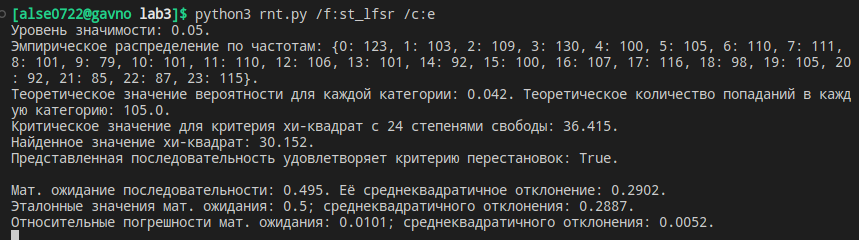 [alse0722@gavno lab3]$ python3 rnt.py /f:st_lfsr /c:e
Уровень значимости: 0.05.
Эмпирическое распределение по частотам: {0: 123, 1: 103, 2: 109, 3: 130, 4: 100, 5: 105, 6: 110, 7: 111,
8: 101, 9: 79, 10: 101, 11: 110, 12: 106, 13: 101, 14: 92, 15: 100, 16: 107, 17: 116, 18: 98, 19: 105, 20
: 92, 21: 85, 22: 87, 23: 115}.
Теоретическое значение вероятности для каждой категории: 0.042. Теоретическое количество попаданий в кажд
ую категорию: 105.0.
Критическое значение для критерия хи-квадрат с 24 степенями свободы: 36.415.
Найденное значение хи-квадрат: 30.152.
Представленная последовательность удовлетворяет критерию перестановок: True.
Мат. ожидание последовательности: 0.495. Её среднеквадратичное отклонение: 0.2902.
Эталонные значения мат. ожидания: 0.5; среднеквадратичного отклонения: 0.2887.
Относительные погрешности мат. ожидания: 0.0101; среднеквадратичного отклонения: 0.0052.